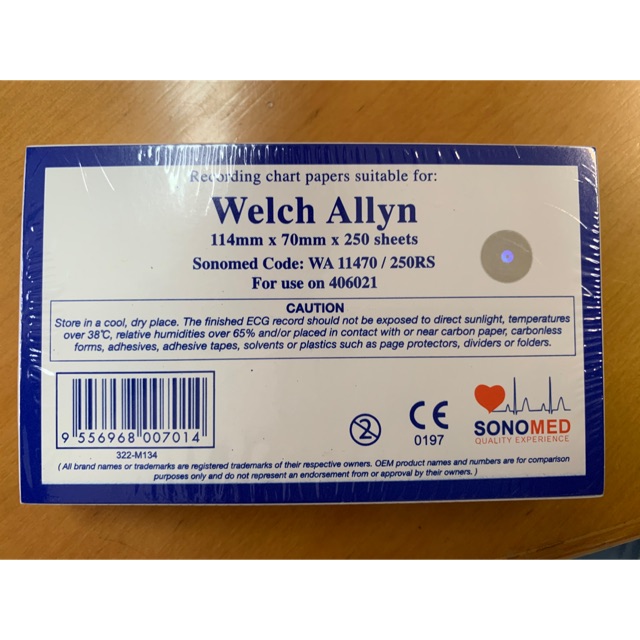 Recording chart papers suitable for:
Welch Allyn
114mm x 70mm x 250 sheets
Sonomed Code: WA 11470 / 250RS
For use on 406021
CAUTION
Store in a cool, dry place. The finished ECG record should not be exposed to direct sunlight, temperatures
over 38°C, relative humidities over 65% and/or placed in contact with or near carbon paper, carbonless
forms, adhesives, adhesive tapes, solvents or plastics such as page protectors, dividers or folders.
9 556968 007014
322-M134
2
CE
0197
SONOMED
QUALITY EXPERIENCE
( All brand names or trademarks are registered trademarks of their respective owners. OEM product names and numbers are for comparison
purposes only and do not represent an endorsement from or approval by their owners. )